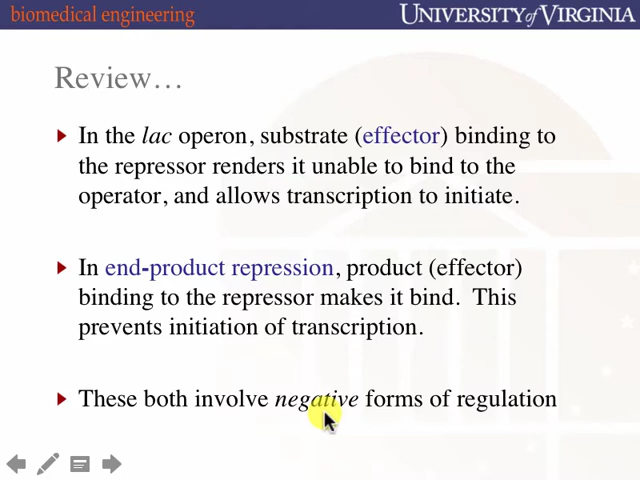 biomedical engineering
UNIVERSITY of VIRGINIA
Review…
In the lac operon, substrate (effector) binding to
the repressor renders it unable to bind to the
operator, and allows transcription to initiate.
In end-product repression, product (effector)
binding to the repressor makes it bind. This
prevents initiation of transcription.
These both involve negative forms of regulation